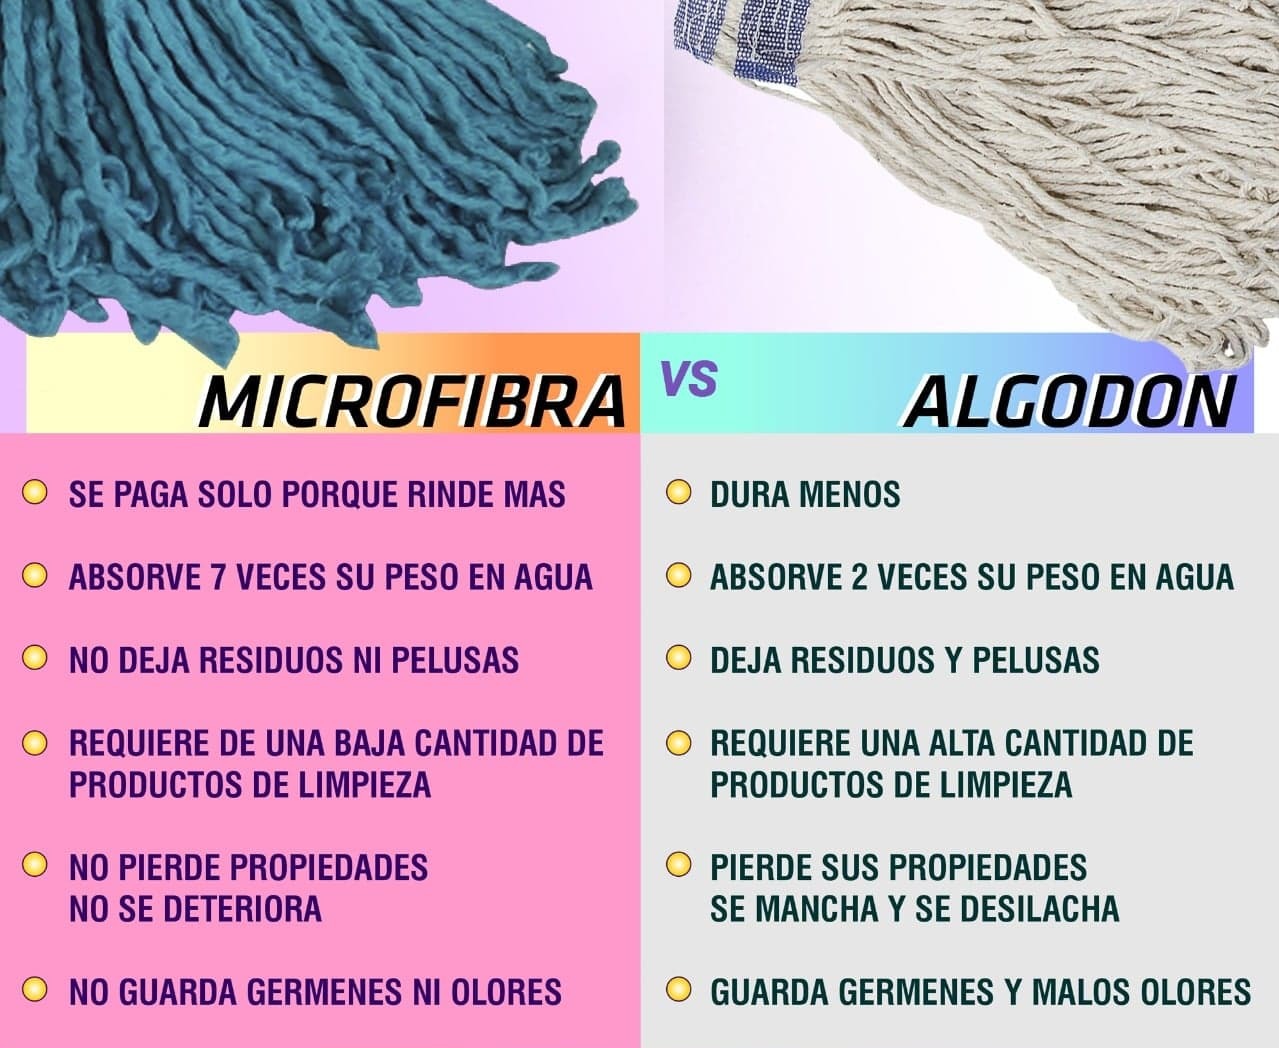 MICROFIBRA VS ALGODON
SE PAGA SOLO PORQUE RINDE MAS
ABSORVE 7 VECES SU PESO EN AGUA
NO DEJA RESIDUOS NI PELUSAS
REQUIERE DE UNA BAJA CANTIDAD DE
PRODUCTOS DE LIMPIEZA
NO PIERDE PROPIEDADES
NO SE DETERIORA
NO GUARDA GERMENES NI OLORES
DURA MENOS
ABSORVE 2 VECES SU PESO EN AGUA
DEJA RESIDUOS Y PELUSAS
REQUIERE UNA ALTA CANTIDAD DE
PRODUCTOS DE LIMPIEZA
PIERDE SUS PROPIEDADES
SE MANCHA Y SE DESILACHA
GUARDA GERMENES Y MALOS OLORES